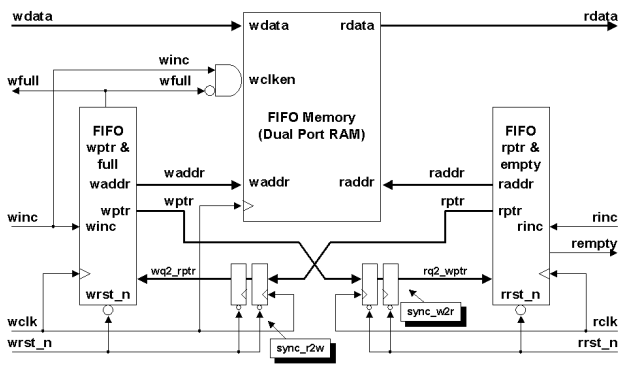 wdata
wdata
rdata
rdata
winc
wfull
wfull
wclken
FIFO Memory
(Dual Port RAM)
FIFO
wptr &
full
FIFO
rptr &
empty
waddr
waddr
waddr
raddr
raddr
raddr
wptr
wptr
rptr
rptr
winc
winc
rinc
rinc
rempty
wq2_rptr
rq2_wptr
wrst_n
rrst_n
sync_w2r
wclk
rclk
wrst_n
sync_r2w
rrst_n